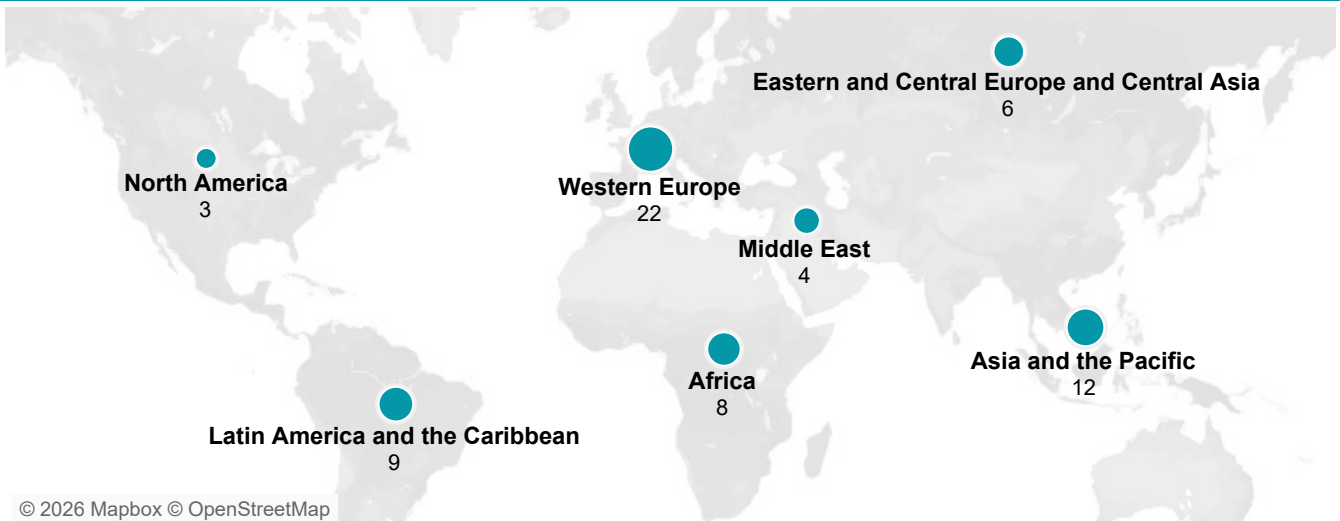 Eastern and Central Europe and Central Asia
6
North America
3
Western Europe
22
Middle East
4
Asia and the Pacific
12
Africa
8
Latin America and the Caribbean
9
© 2026 Mapbox © OpenStreetMap